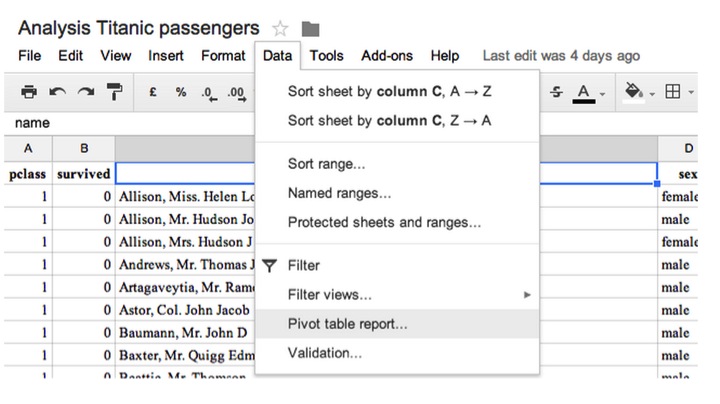 Analysis Titanic passengers
File Edit View Insert Format Data Tools Add-ons Help Last edit was 4 days ago
£ % .0 .00 S A
name
A B D
pclass survived sex
Sort sheet by column C, A → Z
Sort sheet by column C, Z → A
Sort range...
Named ranges...
Protected sheets and ranges...
Filter
Filter views...
Pivot table report...
Validation...
1 0 Allison, Miss. Helen female
1 0 Allison, Mr. Hudson Jo male
1 0 Allison, Mrs. Hudson J female
1 0 Andrews, Mr. Thomas J male
1 0 Artagaveytia, Mr. Ram male
1 0 Astor, Col. John Jacob male
1 0 Baumann, Mr. John D male
1 0 Baxter, Mr. Quigg Edm male
1 0 Beattie, Mr. Thomson male